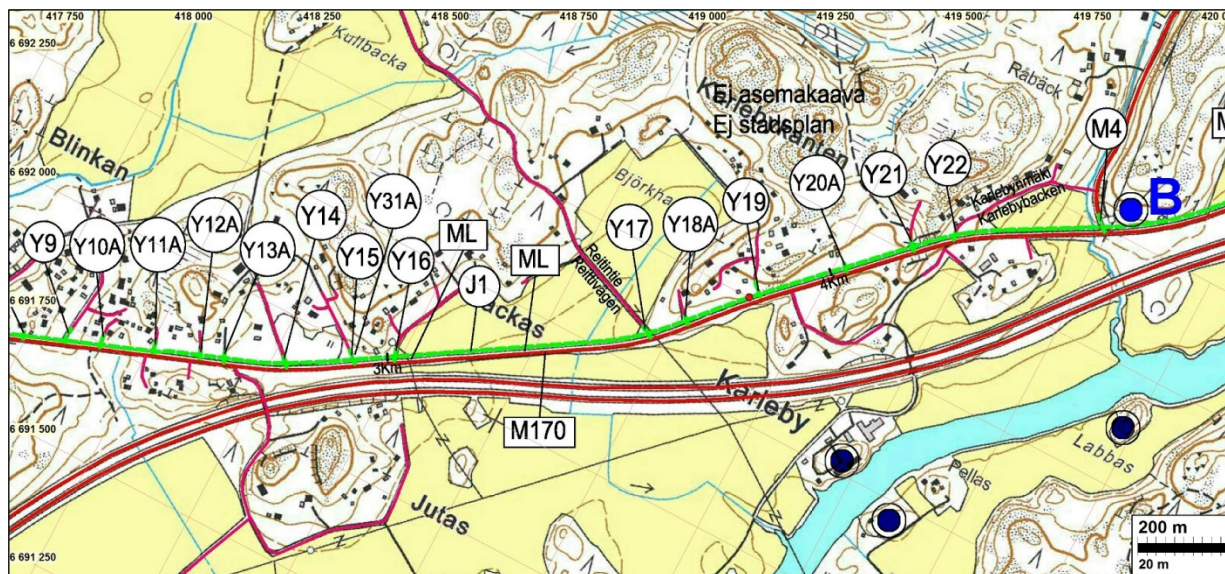 417 750
418 000
418 250
418 500
418 750
419 000
419 250
419 500
419 750
420
6 692 250
6 692 000
6 691 750
6 691 500
6 691 250
Kullbacka
Blinkan
Ej asemakaava
Ej stadsplan
Råbäck
M4
M
B
Y9
Y10A
Y11A
Y12A
Y13A
Y14
Y15
Y31A
Y16
ML
J1
ML
Y17
Y18A
Y19
Y20A
Y21
Y22
Karlebynmäki
Karlebybacken
Reitintie
Reitivägen
3Km
4Km
M170
Karleby
Jutas
Pellas
Labbas
200 m
20 m